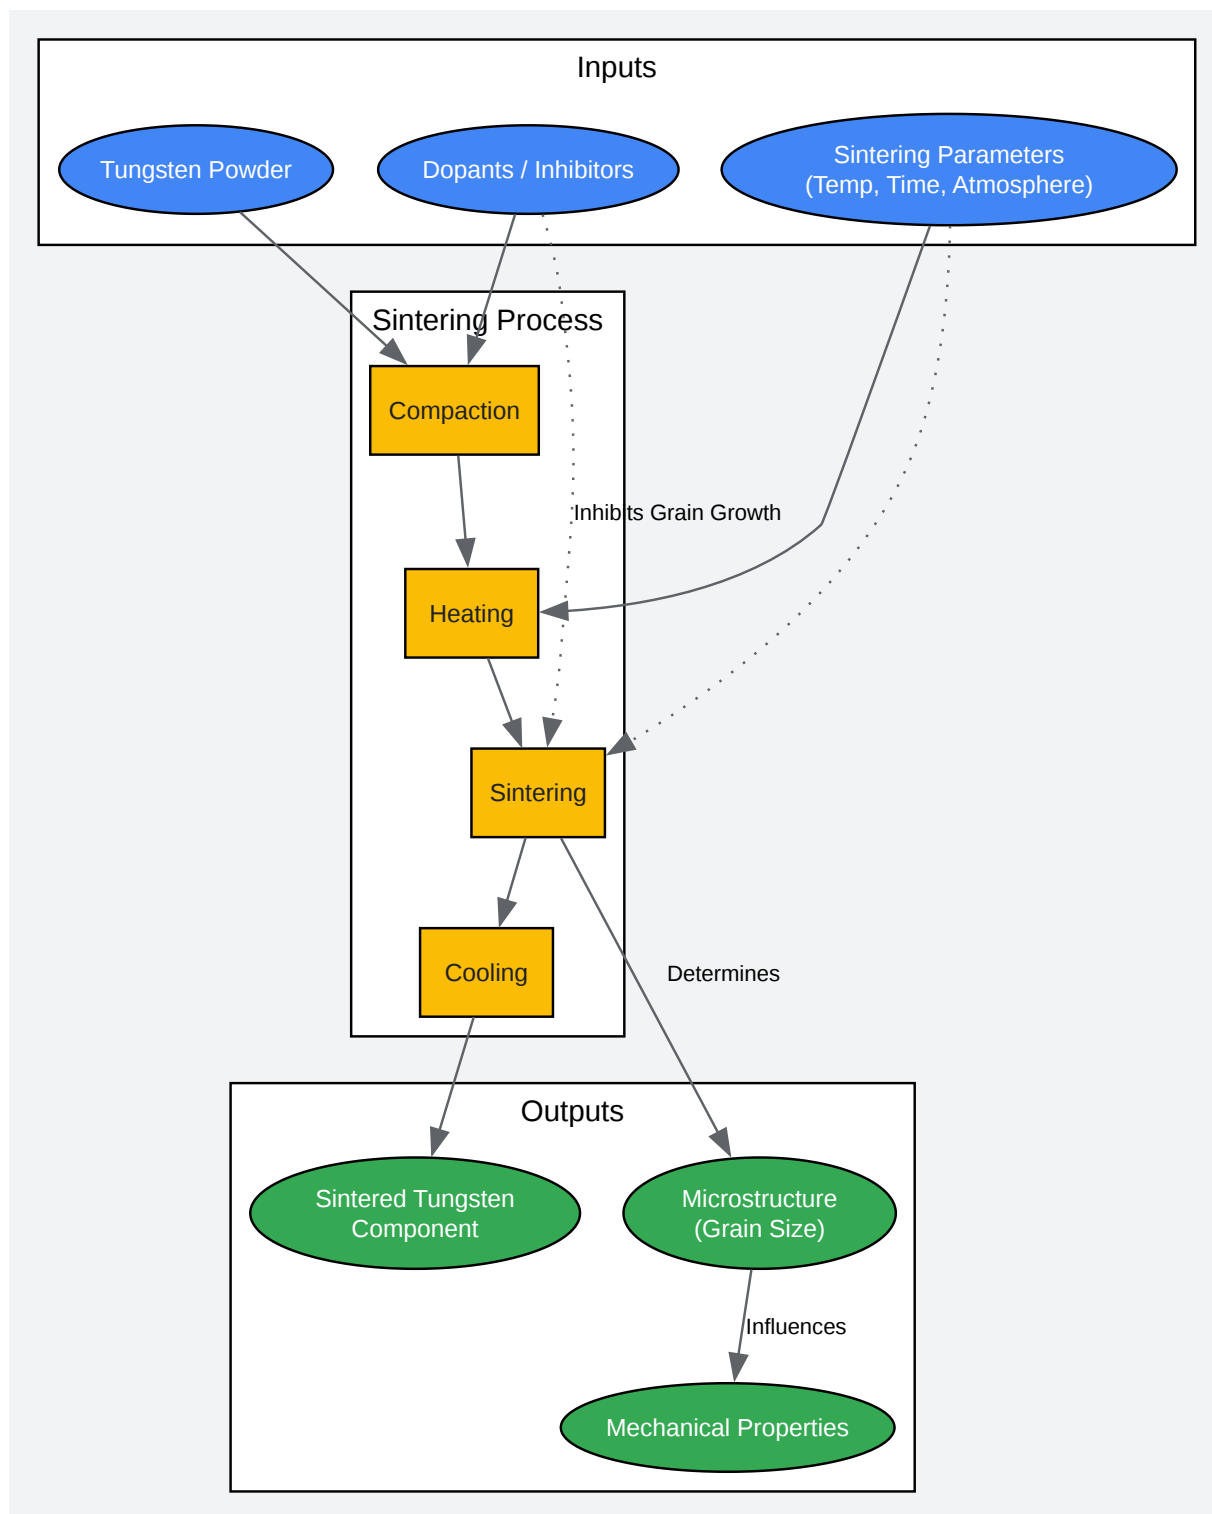 Inputs
Tungsten Powder
Dopants / Inhibitors
Sintering Parameters
(Temp, Time, Atmosphere)
Sintering Process
Compaction
Inhibits Grain Growth
Heating
Sintering
Cooling
Determines
Outputs
Sintered Tungsten
Component
Microstructure
(Grain Size)
Influences
Mechanical Properties